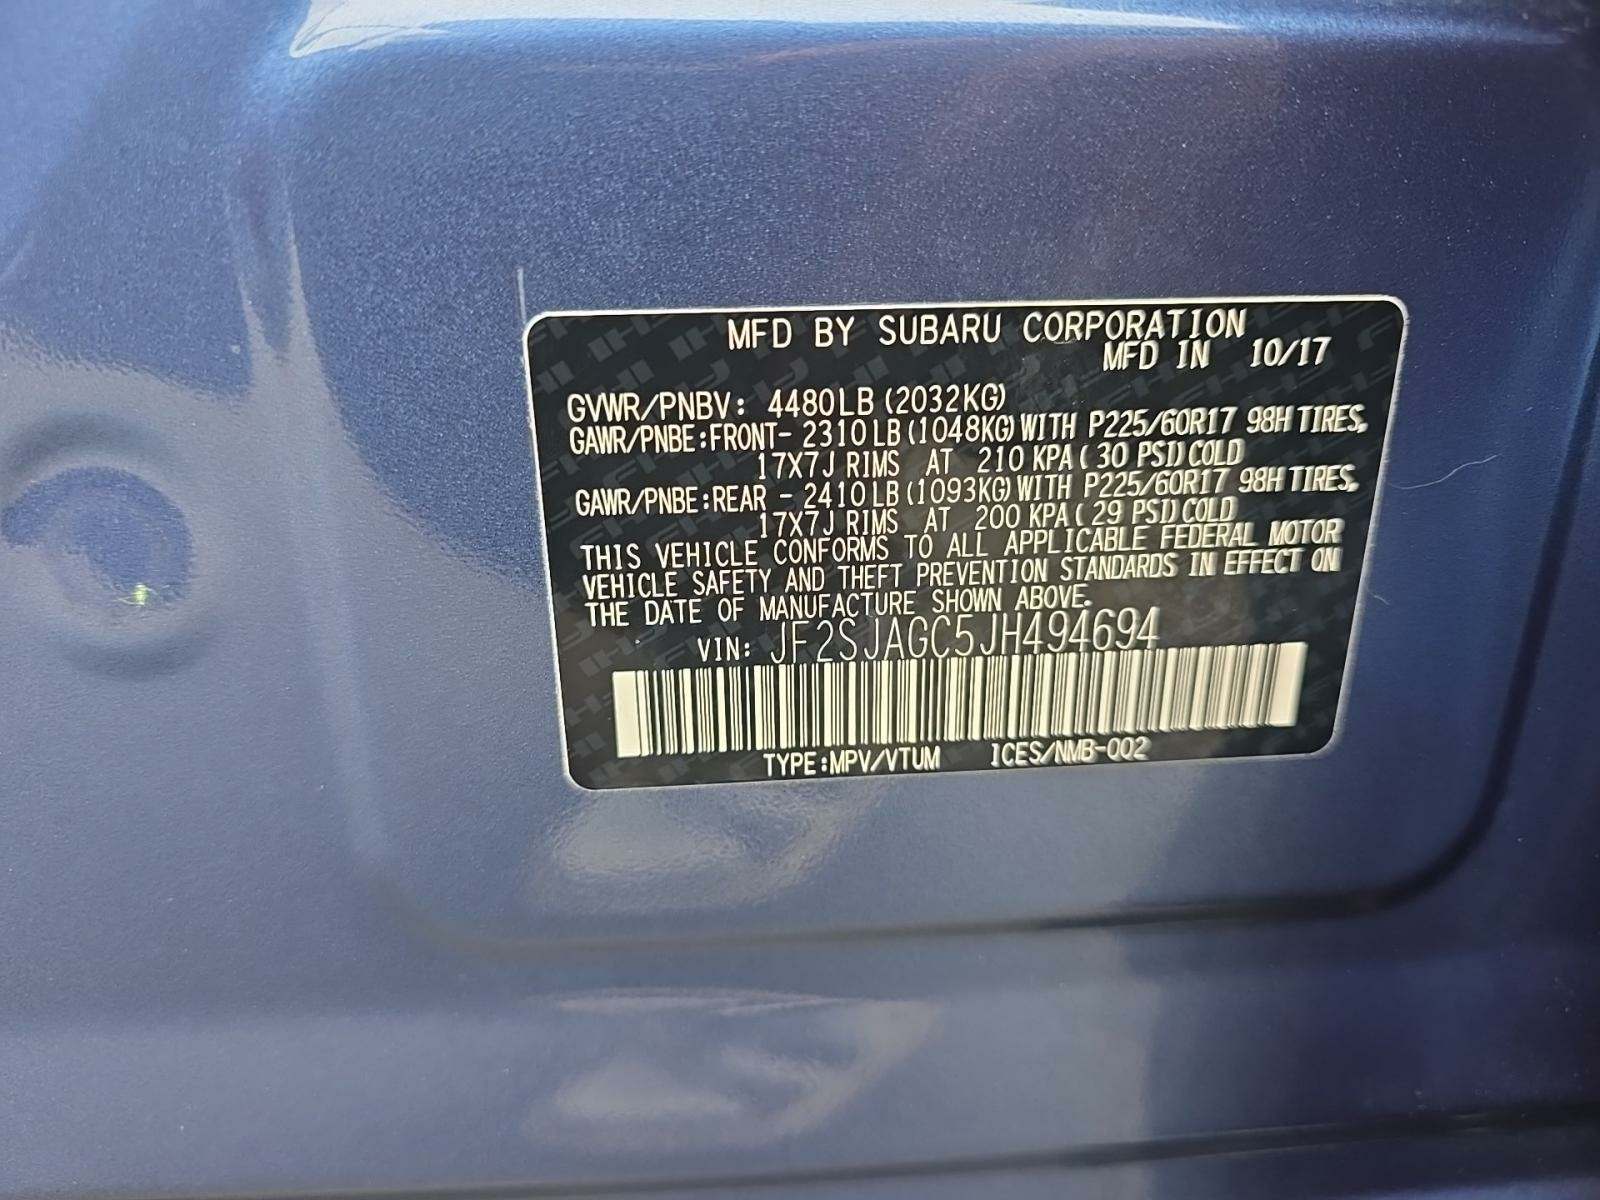 MFD BY SUBARU CORPORATION
MFD IN 10/17
GVWR/PNBV: 4480LB (2032KG)
GAWR/PNBE:FRONT- 2310LB (1048KG) WITH P225/60R17 98H TIRES,
17X7J RIMS AT 210 KPA ( 30 PSI) COLD
GAWR/PNBE:REAR - 2410LB (1093KG) WITH P225/60R17 98H TIRES,
17X7J RIMS AT 200 KPA ( 29 PSI) COLD
THIS VEHICLE CONFORMS TO ALL APPLICABLE FEDERAL MOTOR
VEHICLE SAFETY AND THEFT PREVENTION STANDARDS IN EFFECT ON
THE DATE OF MANUFACTURE SHOWN ABOVE.
VIN: JF2SJAGC5JH494694
TYPE:MPV/VTUM ICES/NMB-002